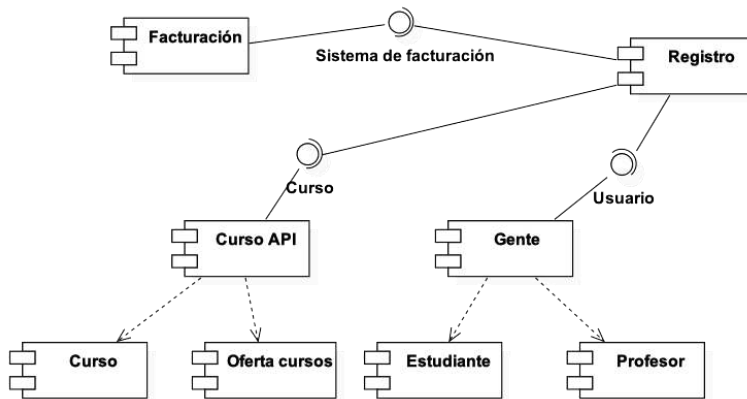 Facturación
Sistema de facturación
Registro
Curso
Usuario
Curso API
Gente
Curso
Oferta cursos
Estudiante
Profesor